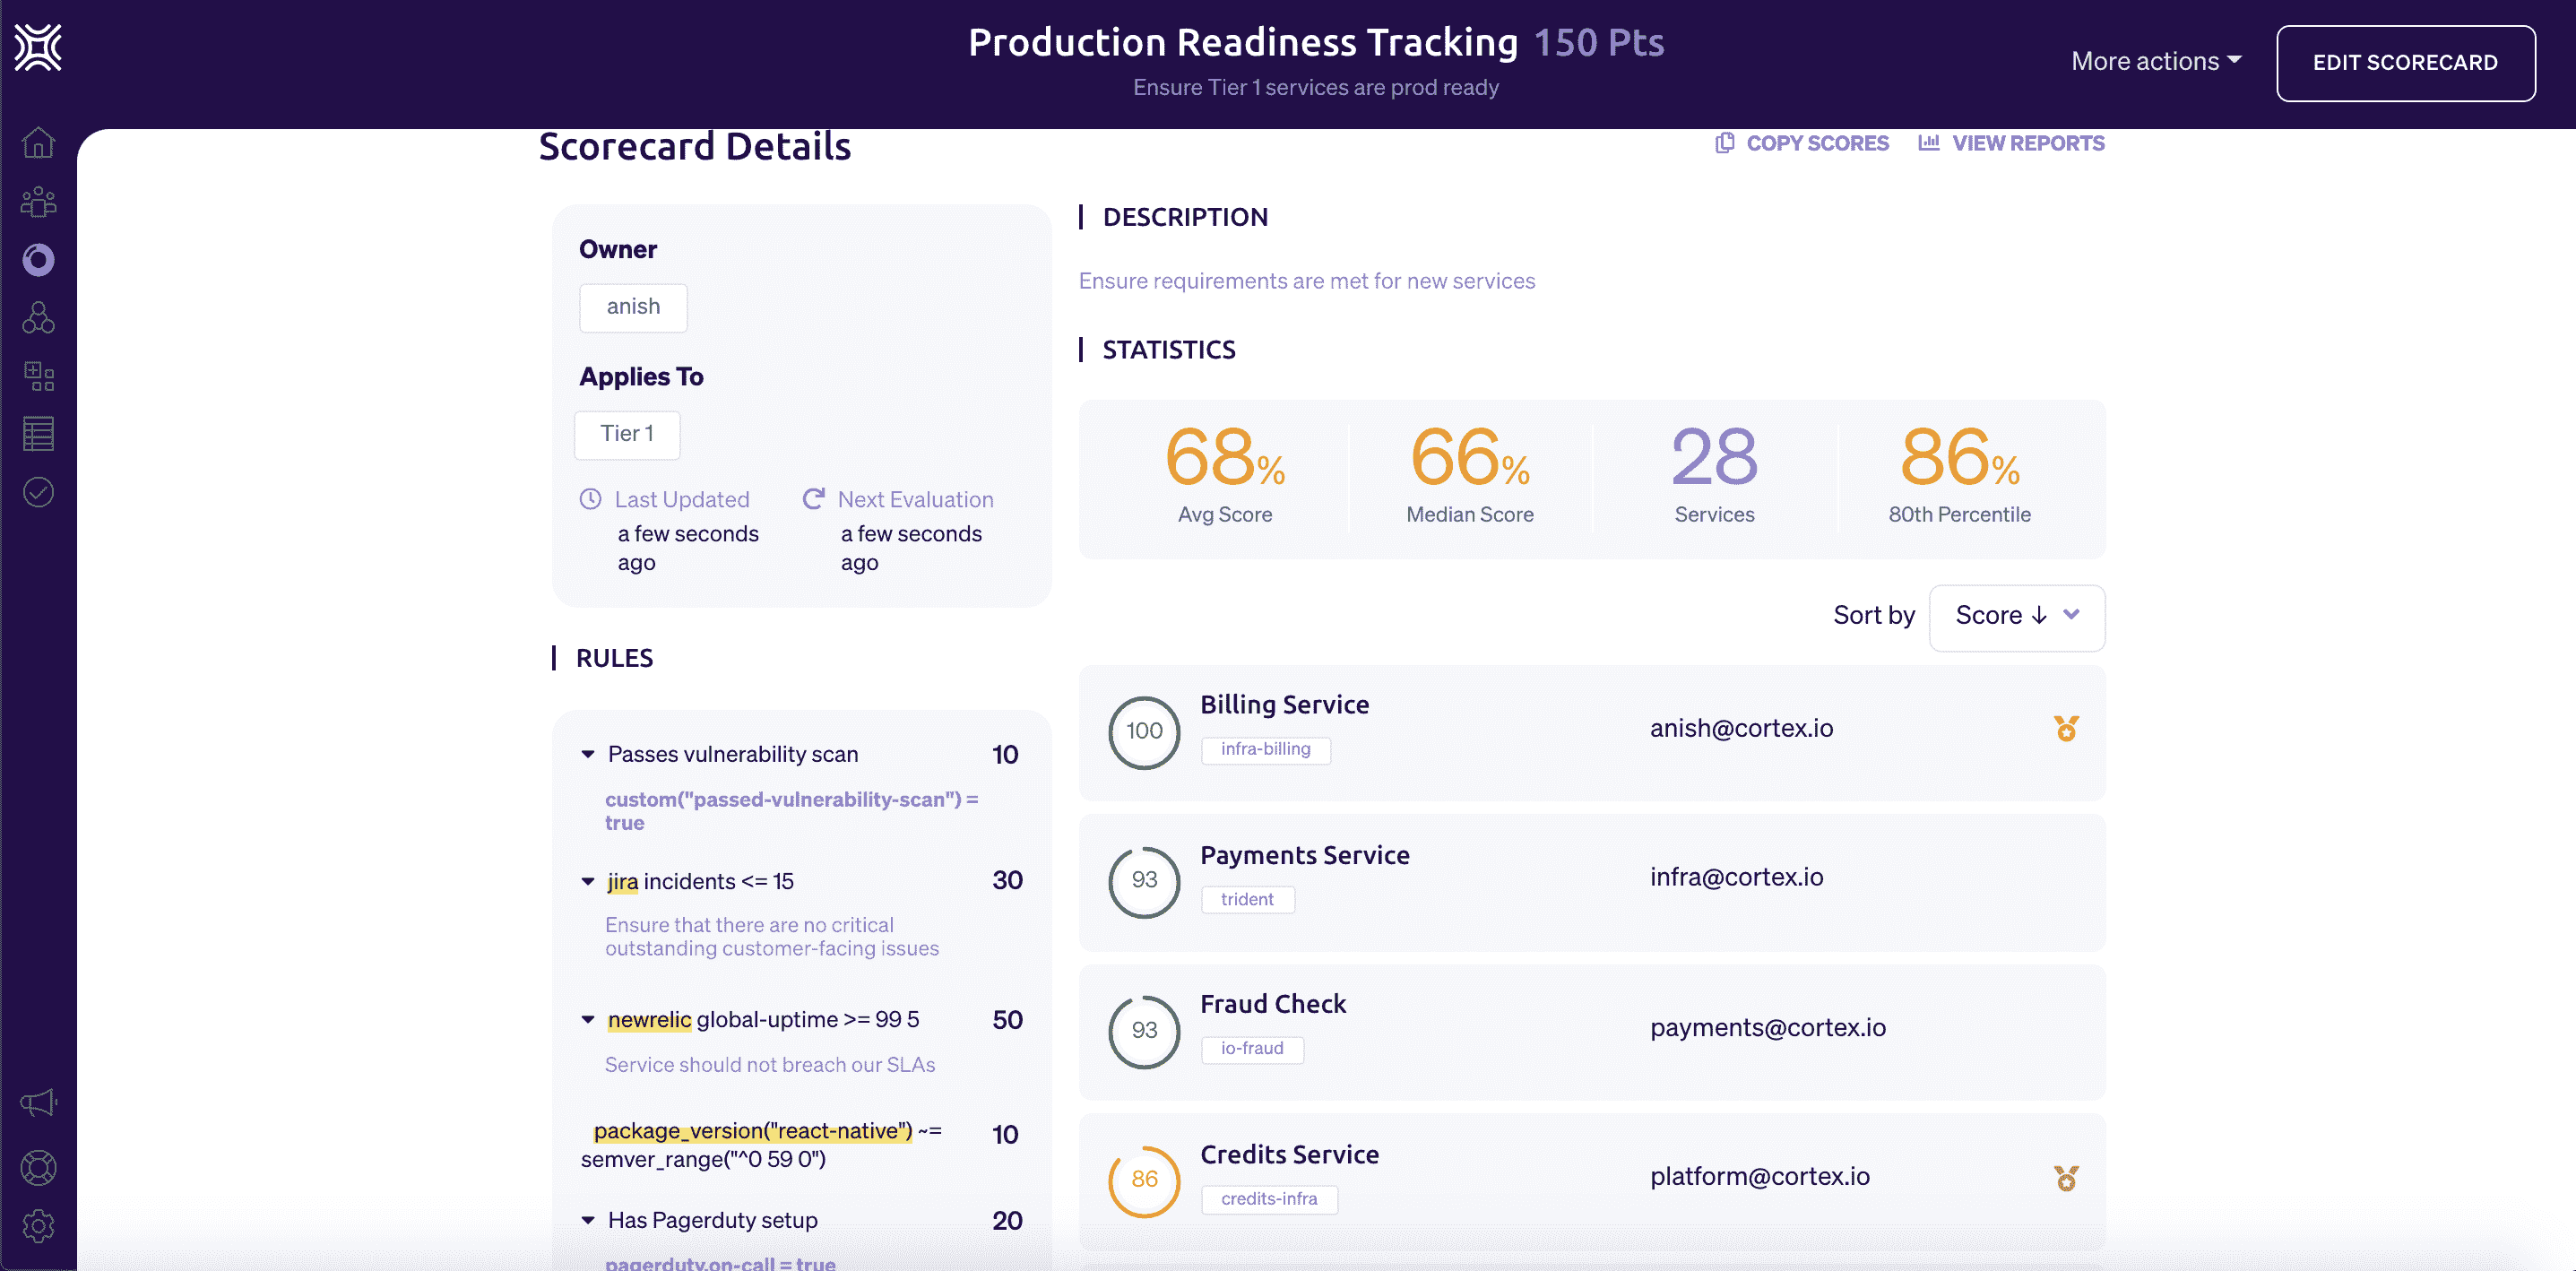 Production Readiness Tracking 150 Pts
Ensure Tier 1 services are prod ready
More actions
EDIT SCORECARD
Scorecard Details
COPY SCORES
VIEW REPORTS
Owner
anish
Applies To
Tier 1
Last Updated
a few seconds
ago
Next Evaluation
a few seconds
ago
RULES
Passes vulnerability scan 10
custom("passed-vulnerability-scan") =
true
jira incidents <= 15 30
Ensure that there are no critical
outstanding customer-facing issues
newrelic global-uptime >= 99 5 50
Service should not breach our SLAs
package_version("react-native") ~= 10
semver_range("^0 59 0")
Has Pagerduty setup 20
pagerduty.on-call = true
DESCRIPTION
Ensure requirements are met for new services
STATISTICS
68%
Avg Score
66%
Median Score
28
Services
86%
80th Percentile
Sort by Score ↓
100
Billing Service
infra-billing
anish@cortex.io
93
Payments Service
trident
infra@cortex.io
93
Fraud Check
io-fraud
payments@cortex.io
86
Credits Service
credits-infra
platform@cortex.io